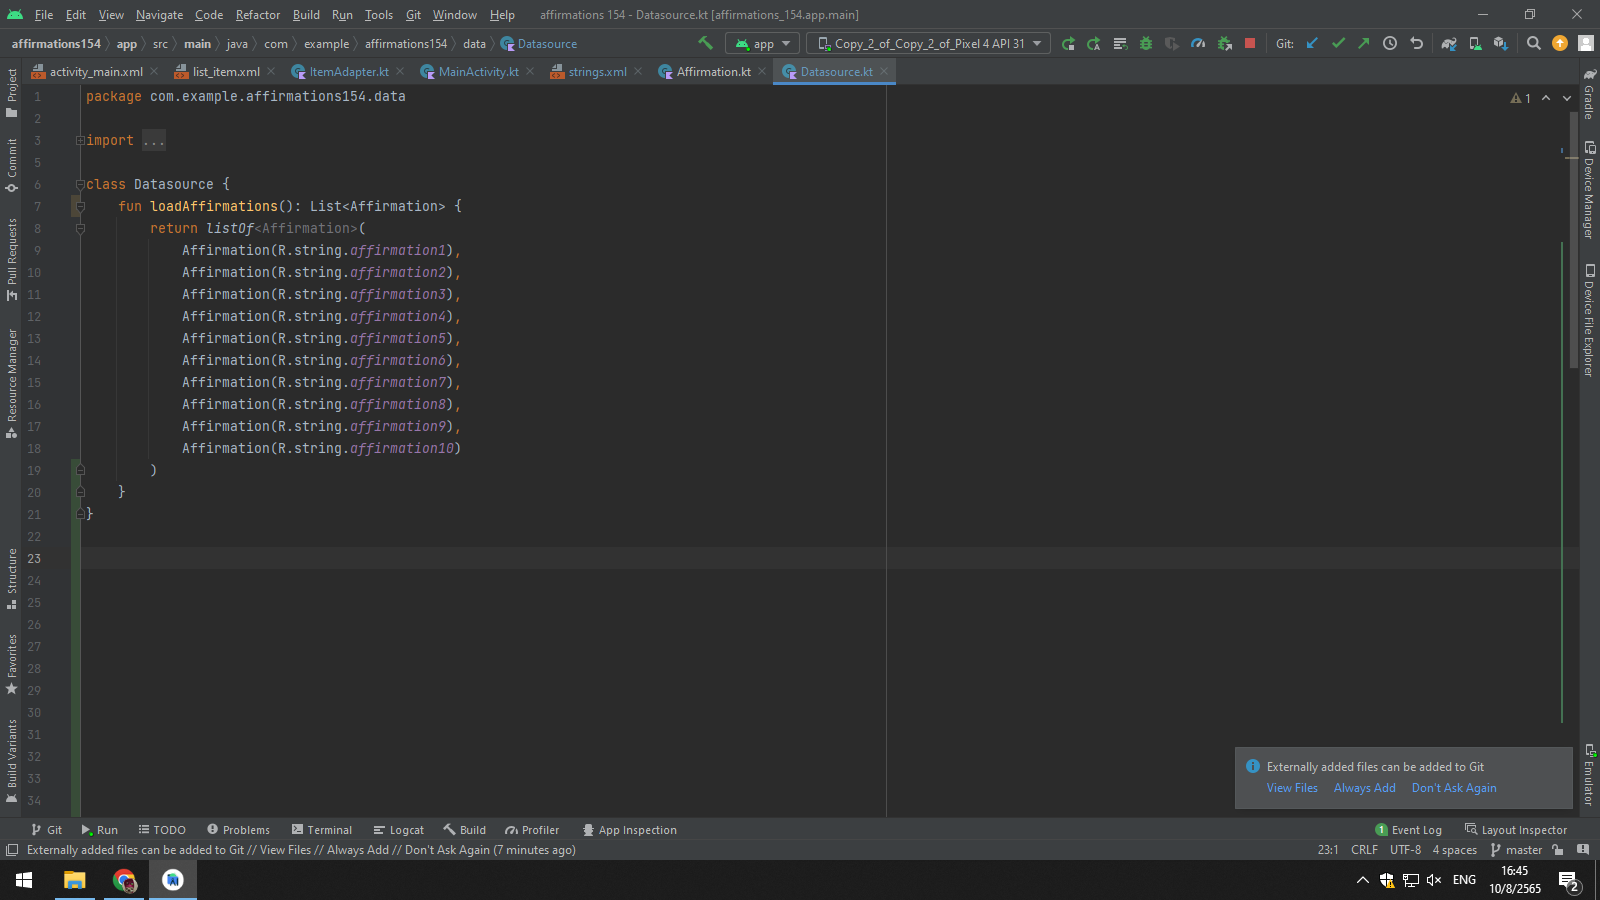 File Edit View Navigate Code Refactor Build Run Tools Git Window Help affirmations 154 - Datasource.kt [affirmations_154.app.main]
affirmations154 app src main java com example affirmations154 data Datasource app Copy_2_of_Copy_2_of_Pixel 4 API 31 Git:
activity_main.xml list_item.xml ItemAdapter.kt MainActivity.kt strings.xml Affirmation.kt Datasource.kt
1 package com.example.affirmations154.data
2
3 import ...
5
6 class Datasource {
7 fun loadAffirmations(): List<Affirmation> {
8 return listOf<Affirmation>(
9 Affirmation(R.string.affirmation1),
10 Affirmation(R.string.affirmation2),
11 Affirmation(R.string.affirmation3),
12 Affirmation(R.string.affirmation4),
13 Affirmation(R.string.affirmation5),
14 Affirmation(R.string.affirmation6),
15 Affirmation(R.string.affirmation7),
16 Affirmation(R.string.affirmation8),
17 Affirmation(R.string.affirmation9),
18 Affirmation(R.string.affirmation10)
19 )
20 }
21 }
22
23
24
25
26
27
28
29
30
31
32
33
34
1
Project
Commit
Pull Requests
Resource Manager
Structure
Favorites
Build Variants
Gradle
Device Manager
Device File Explorer
Emulator
Externally added files can be added to Git
View Files Always Add Don't Ask Again
Git Run TODO Problems Terminal Logcat Build Profiler App Inspection 1 Event Log Layout Inspector
Externally added files can be added to Git // View Files // Always Add // Don't Ask Again (7 minutes ago) 23:1 CRLF UTF-8 4 spaces master
ENG
16:45
10/8/2565
2